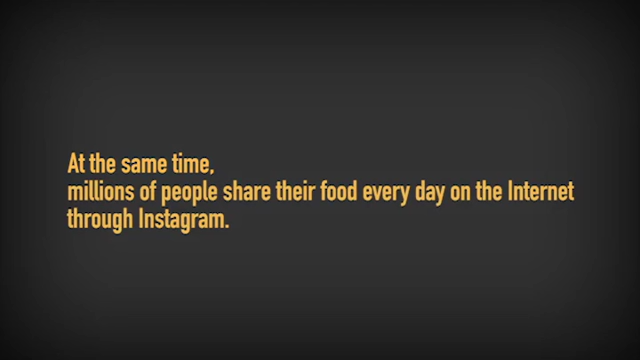 At the same time,
millions of people share their food every day on the Internet
through Instagram.